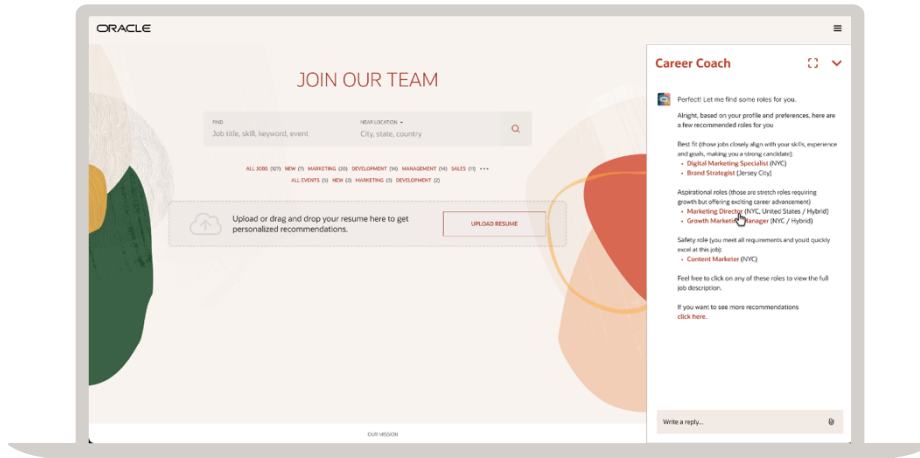 ORACLE
JOIN OUR TEAM
FIND
Job title, skill, keyword, event
NEAR LOCATION
City, state, country
ALL JOBS (107) NEW (7) MARKETING (20) DEVELOPMENT (14) MANAGEMENT (14) SALES (11) •••
ALL EVENTS (5) NEW (2) MARKETING (3) DEVELOPMENT (2)
Upload or drag and drop your resume here to get
personalized recommendations.
UPLOAD RESUME
OUR MISSION
Career Coach
Perfect! Let me find some roles for you.
Alright, based on your profile and preferences, here are
a few recommended roles for you
Best fit (those jobs closely align with your skills, experience
and goals, making you a strong candidate):
• Digital Marketing Specialist (NYC)
• Brand Strategist (Jersey City)
Aspirational roles (those are stretch roles requiring
growth but offering exciting career advancement)
• Marketing Director (NYC, United States / Hybrid)
• Growth Marketing Manager (NYC / Hybrid)
Safety role (you meet all requirements and you'd quickly
excel at this job):
• Content Marketer (NYC)
Feel free to click on any of these roles to view the full
job description.
If you want to see more recommendations
click here.
Write a reply...